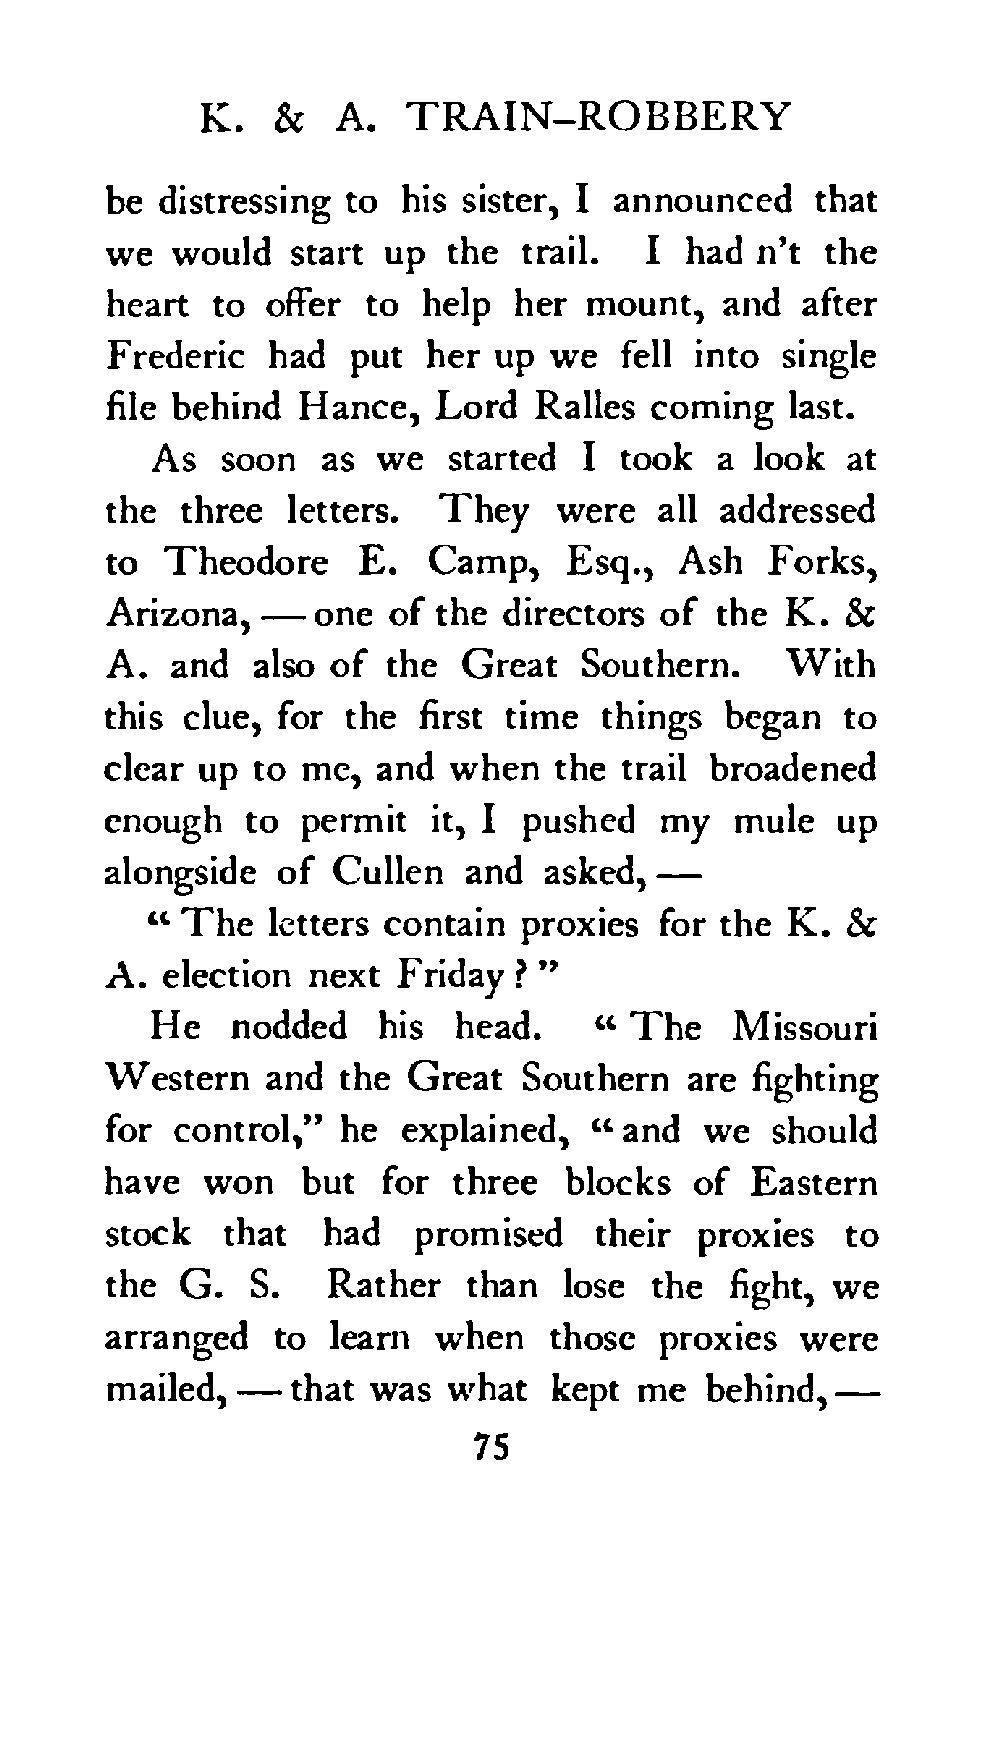 K. & A. TRAIN-ROBBERY
be distressing to his sister, I announced that
we would start up the trail. I had n't the
heart to offer to help her mount, and after
Frederic had put her up we fell into single
file behind Hance, Lord Ralles coming last.
As soon as we started I took a look at
the three letters. They were all addressed
to Theodore E. Camp, Esq., Ash Forks,
Arizona, — one of the directors of the K. &
A. and also of the Great Southern. With
this clue, for the first time things began to
clear up to me, and when the trail broadened
enough to permit it, I pushed my mule up
alongside of Cullen and asked, —
“ The letters contain proxies for the K. &
A. election next Friday ? ”
He nodded his head. “ The Missouri
Western and the Great Southern are fighting
for control,” he explained, “ and we should
have won but for three blocks of Eastern
stock that had promised their proxies to
the G. S. Rather than lose the fight, we
arranged to learn when those proxies were
mailed, — that was what kept me behind, —
75